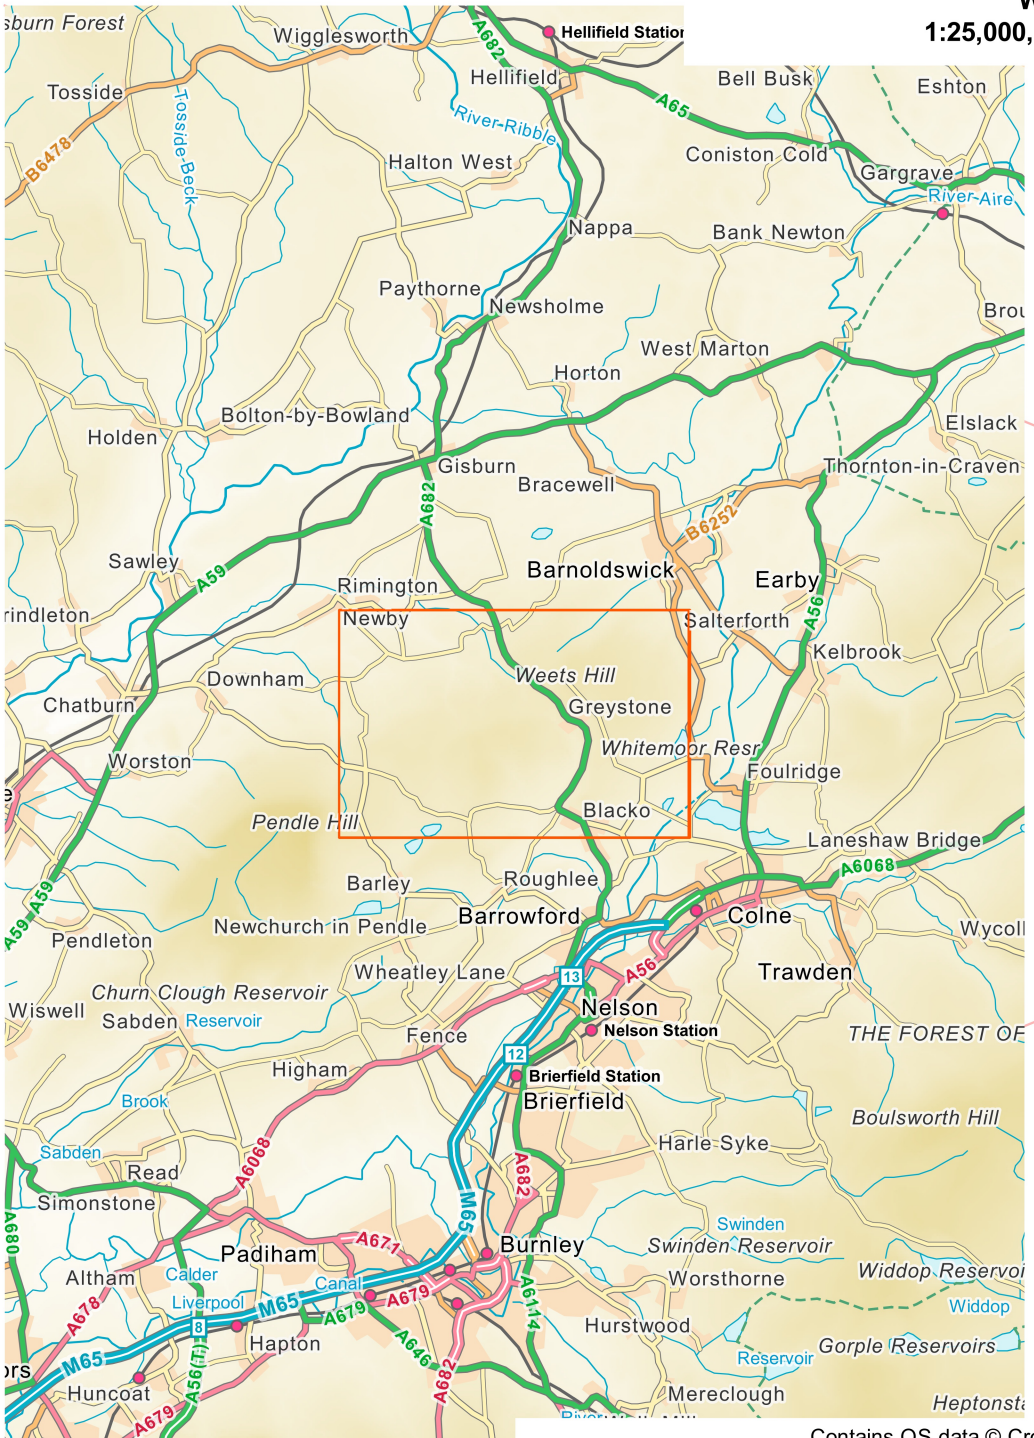 sburn Forest
Wigglesworth
A682
Hellifield Station
1:25,000,
Hellifield
Tosside
Tosside-Beck
River-Ribble
A65
Bell Busk
Eshton
B6478
Halton West
Coniston Cold
Gargrave
River-Aire
Nappa
Bank Newton
Paythorne
Newsholme
Brou
West Marton
Horton
Bolton-by-Bowland
Holden
Elslack
Gisburn
Thornton-in-Craven
Bracewell
A682
B6252
Sawley
A59
Rimington
Barnoldswick
Earby
A56
rindleton
Newby
Salterforth
Kelbrook
Downham
Weets Hill
Chatburn
Greystone
Whitemoor Resr
Worston
Foulridge
e
Pendle Hill
Blacko
Laneshaw Bridge
A6068
Barley
Roughlee
A59
A59
Newchurch in Pendle
Barrowford
Colne
Wycoll
Pendleton
Wheatley Lane
13
A56
Trawden
Churn Clough Reservoir
Wiswell
Sabden
Reservoir
Nelson
Nelson Station
Fence
THE FOREST OF
12
Higham
Brierfield Station
Brook
Brierfield
Boulsworth Hill
Sabden
Harle Syke
Read
A6068
A682
Simonstone
M65
A680
Swinden
Padiham
A671
Burnley
Swinden Reservoir
Altham
Calder
Canal
Worsthorne
Widdop Reservoi
Liverpool
M65
A679
A6114
Widdop
A678
8
A679
Hurstwood
Hapton
A646
Gorple Reservoirs
Reservoir
ors
M65
A56(T)
A682
Huncoat
Mereclough
Heptonsta
A679
River
Contains OS data © Cr